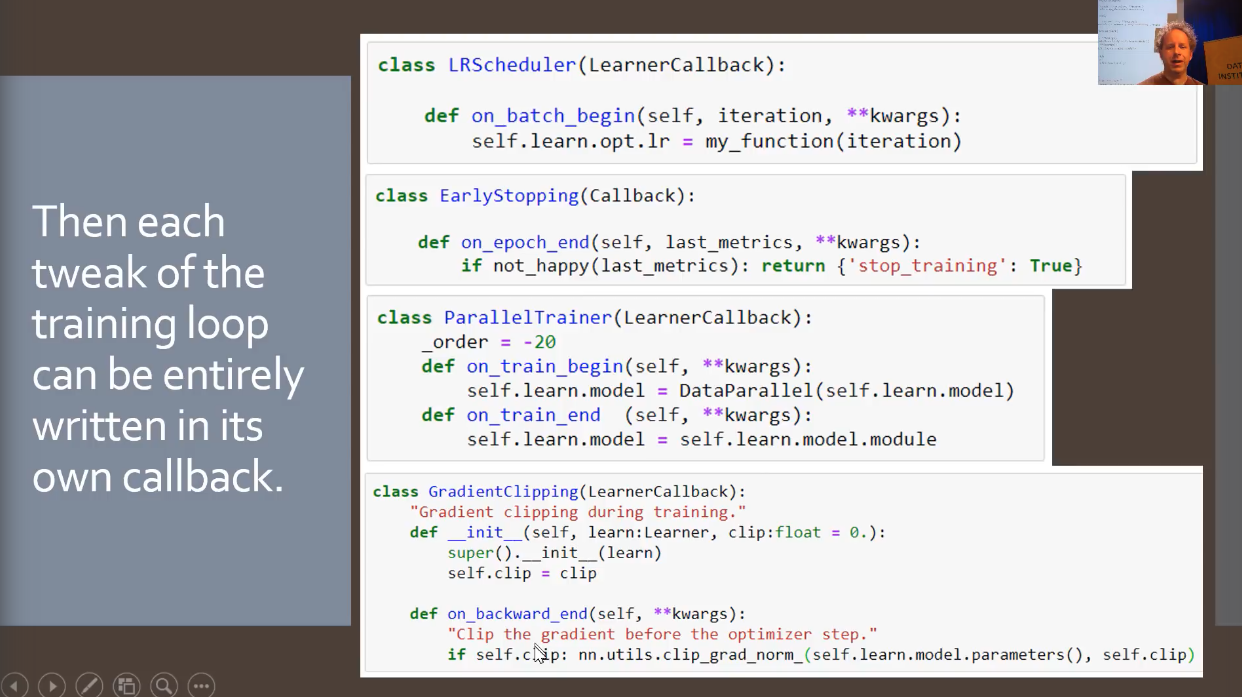 Then each
tweak of the
training loop
can be entirely
written in its
own callback.
class LRScheduler(LearnerCallback):
def on_batch_begin(self, iteration, **kwargs):
self.learn.opt.lr = my_function(iteration)
class EarlyStopping(Callback):
def on_epoch_end(self, last_metrics, **kwargs):
if not_happy(last_metrics): return {'stop_training': True}
class ParallelTrainer(LearnerCallback):
_order = -20
def on_train_begin(self, **kwargs):
self.learn.model = DataParallel(self.learn.model)
def on_train_end  (self, **kwargs):
self.learn.model = self.learn.model.module
class GradientClipping(LearnerCallback):
"Gradient clipping during training."
def __init__(self, learn:Learner, clip:float = 0.):
super().__init__(learn)
self.clip = clip
def on_backward_end(self, **kwargs):
"Clip the gradient before the optimizer step."
if self.clip: nn.utils.clip_grad_norm_(self.learn.model.parameters(), self.clip)